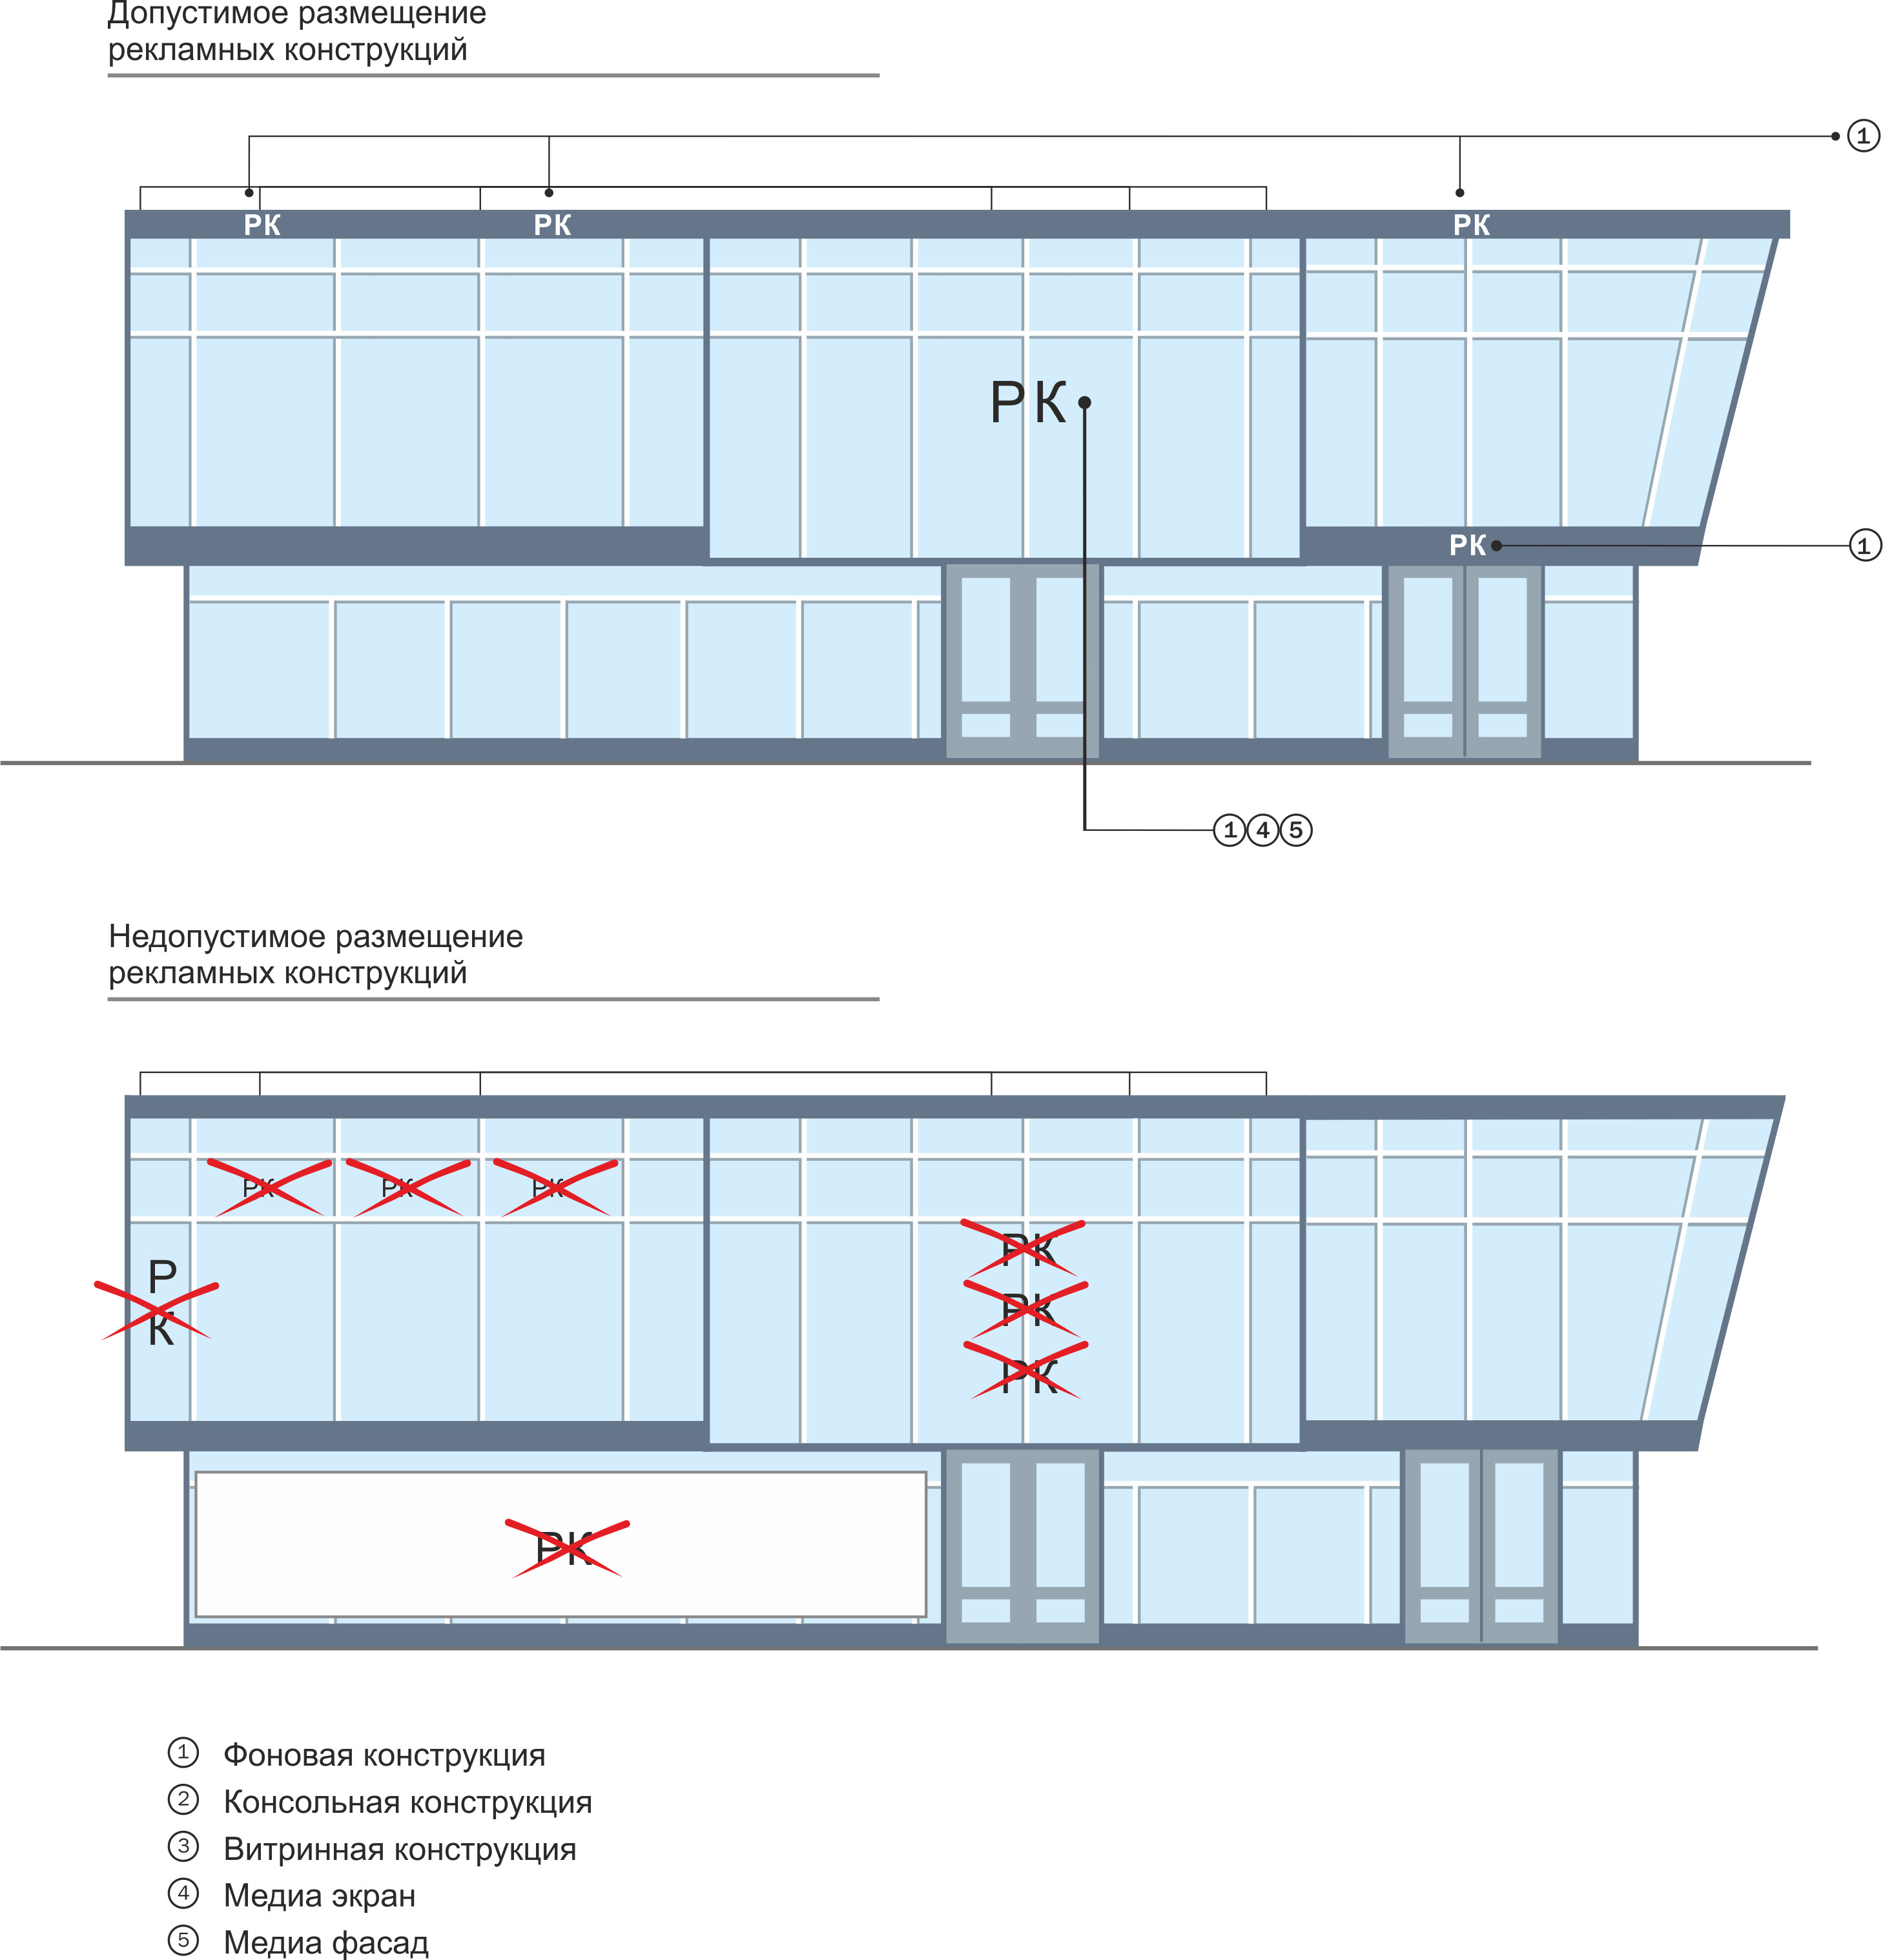 Допустимое размещение
рекламных конструкций
1
РК РК РК
РК
РК 1
1 4 5
Недопустимое размещение
рекламных конструкций
РК РК РК
РК
Р
К
РК
РК
РК
1 Фоновая конструкция
2 Консольная конструкция
3 Витринная конструкция
4 Медиа экран
5 Медиа фасад